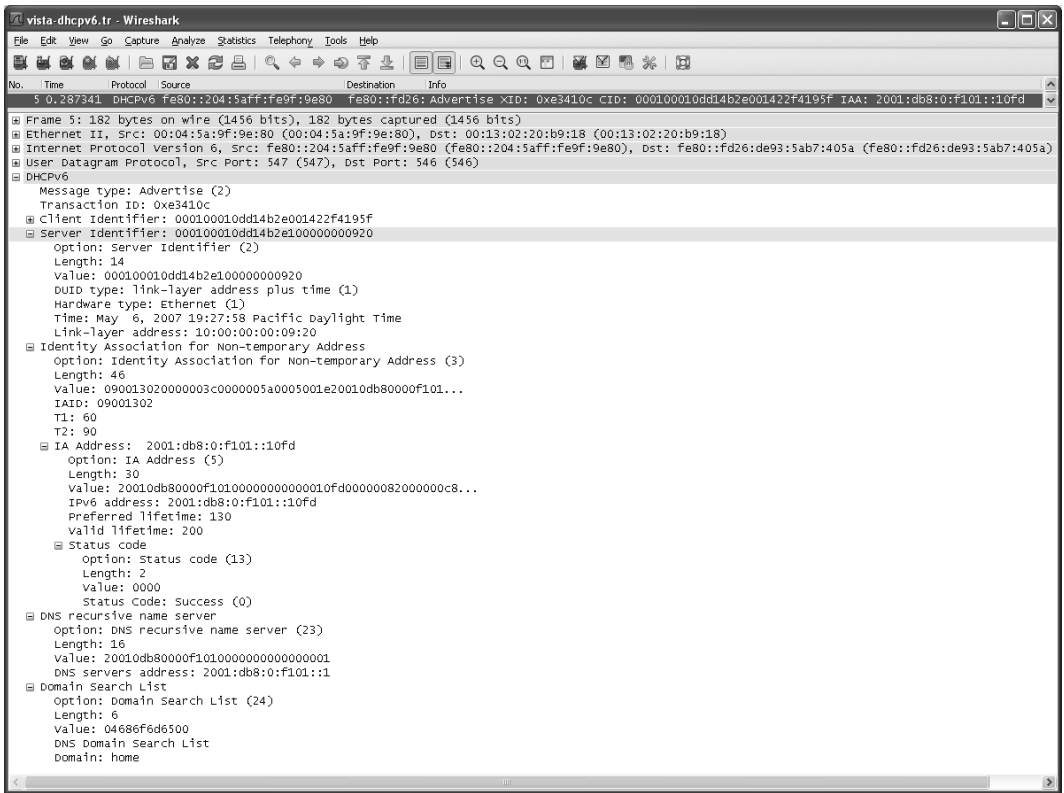 vista-dhcpv6.tr - Wireshark
File Edit View Go Capture Analyze Statistics Telephony Tools Help
No. Time Protocol Source Destination Info
5 0.287341 DHCPv6 fe80::204:5aff:fe9f:9e80 fe80::fd26: Advertise XID: 0xe3410c CID: 000100010dd14b2e001422f4195f IAA: 2001:db8:0:f101::10fd
Frame 5: 182 bytes on wire (1456 bits), 182 bytes captured (1456 bits)
Ethernet II, Src: 00:04:5a:9f:9e:80 (00:04:5a:9f:9e:80), Dst: 00:13:02:20:b9:18 (00:13:02:20:b9:18)
Internet Protocol Version 6, Src: fe80::204:5aff:fe9f:9e80 (fe80::204:5aff:fe9f:9e80), Dst: fe80::fd26:de93:5ab7:405a (fe80::fd26:de93:5ab7:405a)
User Datagram Protocol, Src Port: 547 (547), Dst Port: 546 (546)
DHCPv6
Message type: Advertise (2)
Transaction ID: 0xe3410c
Client Identifier: 000100010dd14b2e001422f4195f
Server Identifier: 000100010dd14b2e100000000920
Option: Server Identifier (2)
Length: 14
Value: 000100010dd14b2e100000000920
DUID type: link-layer address plus time (1)
Hardware type: Ethernet (1)
Time: May 6, 2007 19:27:58 Pacific Daylight Time
Link-layer address: 10:00:00:00:09:20
Identity Association for Non-temporary Address
Option: Identity Association for Non-temporary Address (3)
Length: 46
Value: 090013020000003c0000005a0005001e20010db80000f101...
IAID: 09001302
T1: 60
T2: 90
IA Address: 2001:db8:0:f101::10fd
Option: IA Address (5)
Length: 30
Value: 20010db80000f10100000000000010fd00000082000000c8...
IPv6 address: 2001:db8:0:f101::10fd
Preferred lifetime: 130
Valid lifetime: 200
Status code
Option: Status code (13)
Length: 2
Value: 0000
Status Code: Success (0)
DNS recursive name server
Option: DNS recursive name server (23)
Length: 16
Value: 20010db80000f1010000000000000001
DNS servers address: 2001:db8:0:f101::1
Domain Search List
Option: Domain Search List (24)
Length: 6
Value: 04686f6d6500
DNS Domain Search List
Domain: home